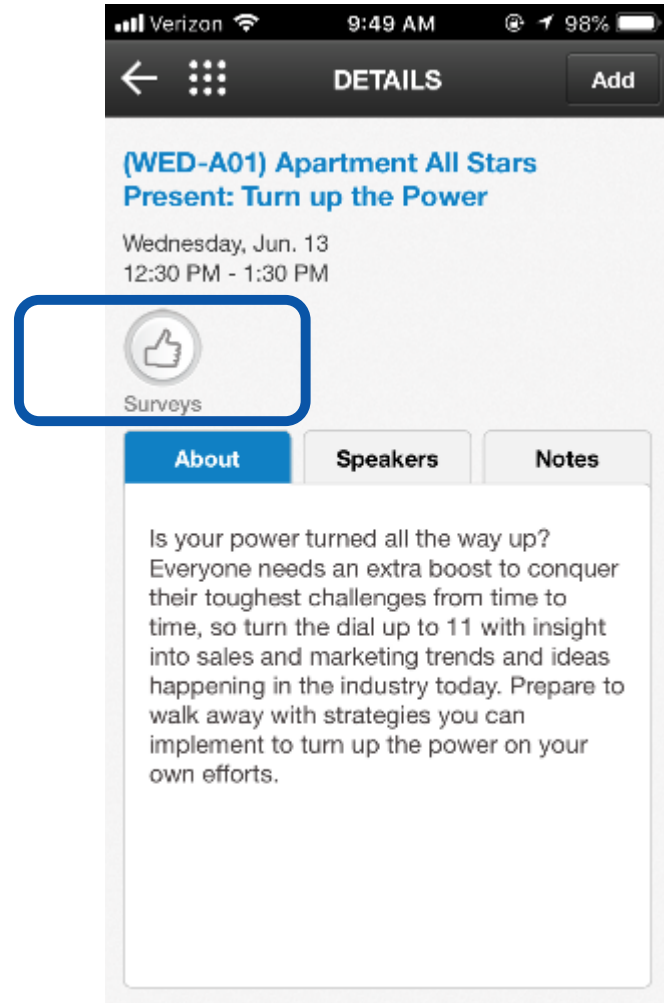 Verizon 9:49 AM 98%
DETAILS Add
(WED-A01) Apartment All Stars
Present: Turn up the Power
Wednesday, Jun. 13
12:30 PM - 1:30 PM
Surveys
About Speakers Notes
Is your power turned all the way up?
Everyone needs an extra boost to conquer
their toughest challenges from time to
time, so turn the dial up to 11 with insight
into sales and marketing trends and ideas
happening in the industry today. Prepare to
walk away with strategies you can
implement to turn up the power on your
own efforts.